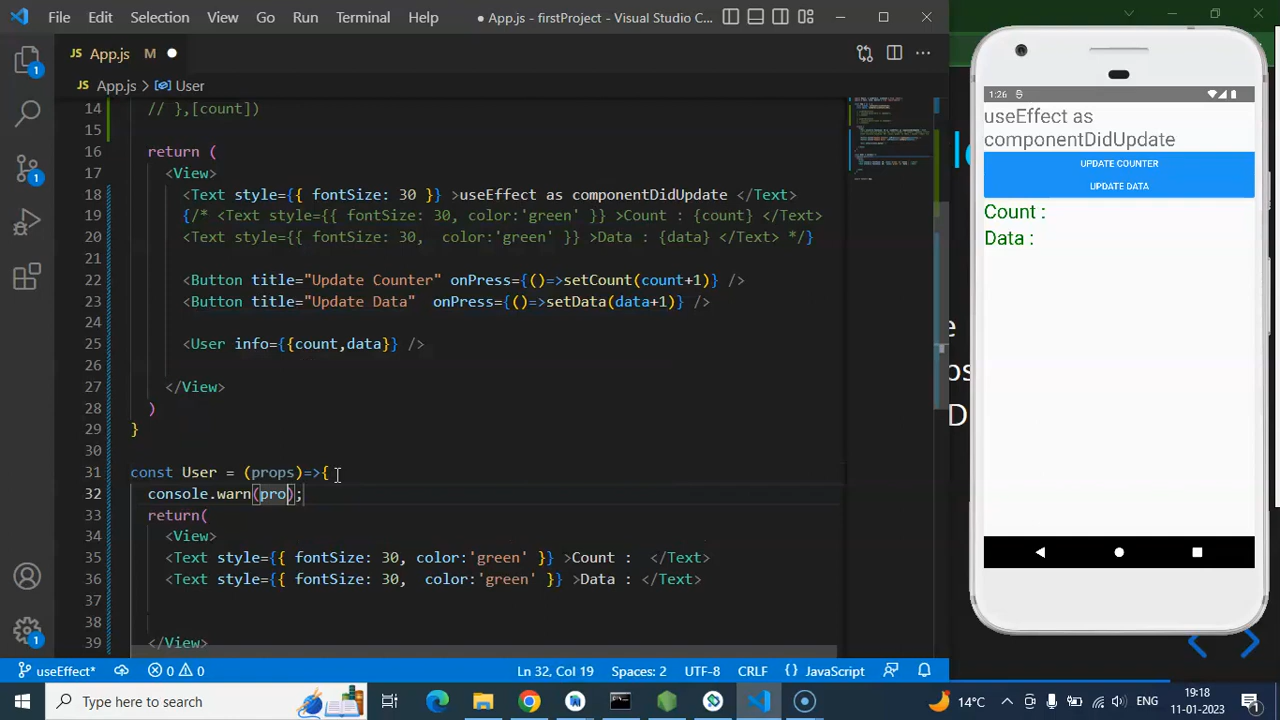 File Edit Selection View Go Run Terminal Help ● App.js - firstProject - Visual Studio C...
JS App.js M ●
JS App.js > User
14 // },[count])
15
16 return (
17 <View>
18 <Text style={{ fontSize: 30 }} >useEffect as componentDidUpdate </Text>
19 {/* <Text style={{ fontSize: 30, color:'green' }} >Count : {count} </Text>
20 <Text style={{ fontSize: 30,  color:'green' }} >Data : {data} </Text> */}
21
22 <Button title="Update Counter" onPress={()=>setCount(count+1)} />
23 <Button title="Update Data"  onPress={()=>setData(data+1)} />
24
25 <User info={{count,data}} />
26
27 </View>
28 )
29 }
30
31 const User = (props)=>{
32 console.warn(pro);
33 return(
34 <View>
35 <Text style={{ fontSize: 30, color:'green' }} >Count :  </Text>
36 <Text style={{ fontSize: 30,  color:'green' }} >Data : </Text>
37
38
39 </View>
1
1
1
1
useEffect* 0 0 Ln 32, Col 19 Spaces: 2 UTF-8 CRLF {} JavaScript
1:26
useEffect as
componentDidUpdate
UPDATE COUNTER
UPDATE DATA
Count :
Data :
Type here to search
14°C ENG 19:18
11-01-2023
1